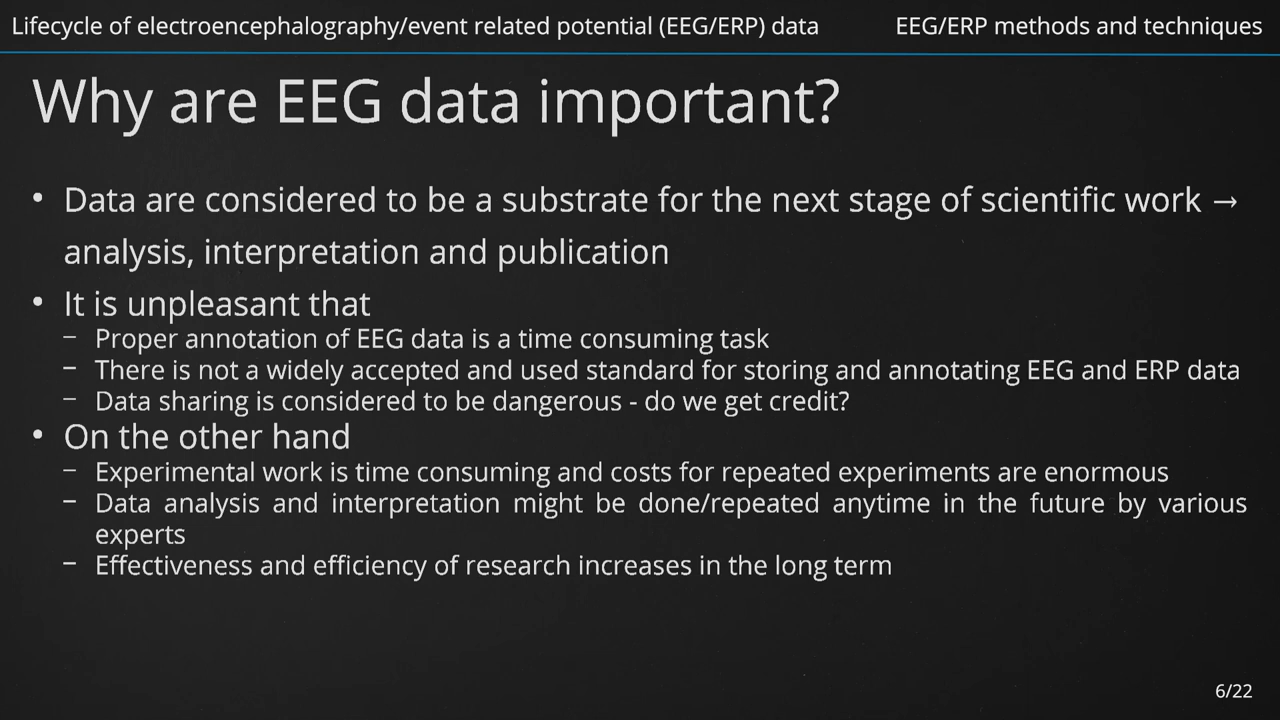 Lifecycle of electroencephalography/event related potential (EEG/ERP) data
EEG/ERP methods and techniques
Why are EEG data important?
• Data are considered to be a substrate for the next stage of scientific work →
analysis, interpretation and publication
• It is unpleasant that
– Proper annotation of EEG data is a time consuming task
– There is not a widely accepted and used standard for storing and annotating EEG and ERP data
– Data sharing is considered to be dangerous - do we get credit?
• On the other hand
– Experimental work is time consuming and costs for repeated experiments are enormous
– Data analysis and interpretation might be done/repeated anytime in the future by various
experts
– Effectiveness and efficiency of research increases in the long term
6/22